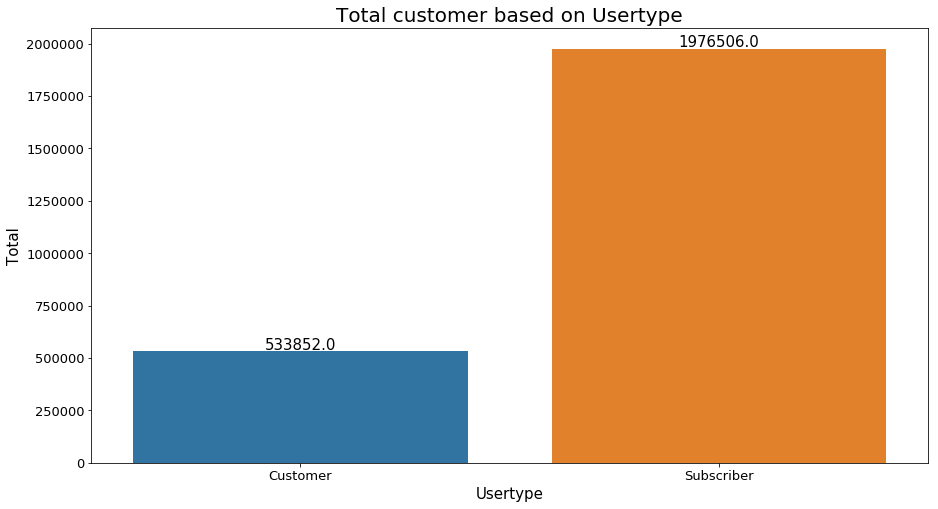 Total customer based on Usertype
1976506.0
2000000
1750000
1500000
1250000
1000000
750000
500000
250000
0
Total
533852.0
Customer
Subscriber
Usertype